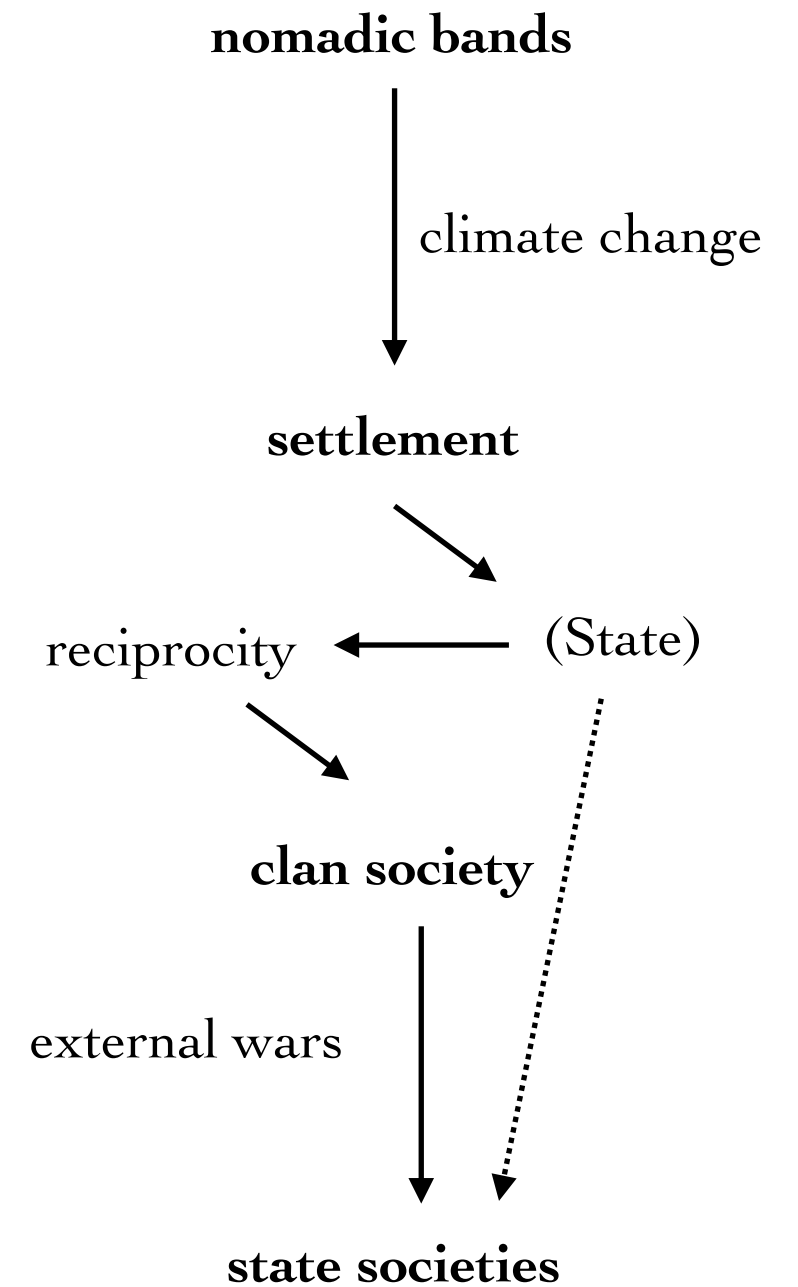 nomadic bands
climate change
settlement
reciprocity
(State)
clan society
external wars
state societies